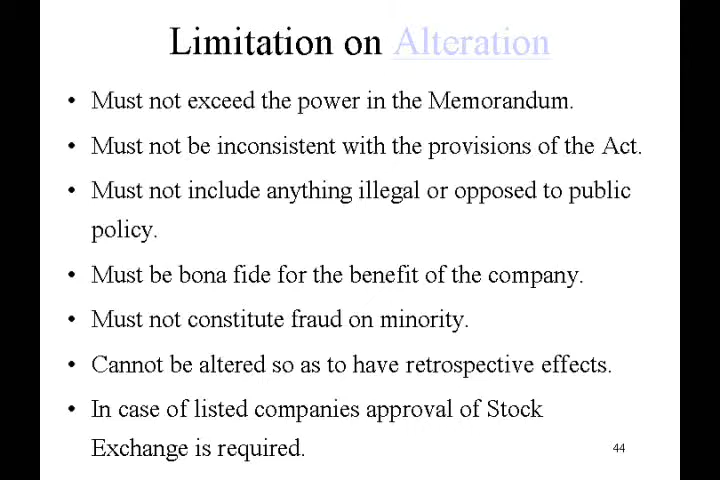 Limitation on Alteration
• Must not exceed the power in the Memorandum.
• Must not be inconsistent with the provisions of the Act.
• Must not include anything illegal or opposed to public
policy.
• Must be bona fide for the benefit of the company.
• Must not constitute fraud on minority.
• Cannot be altered so as to have retrospective effects.
• In case of listed companies approval of Stock
Exchange is required.
44